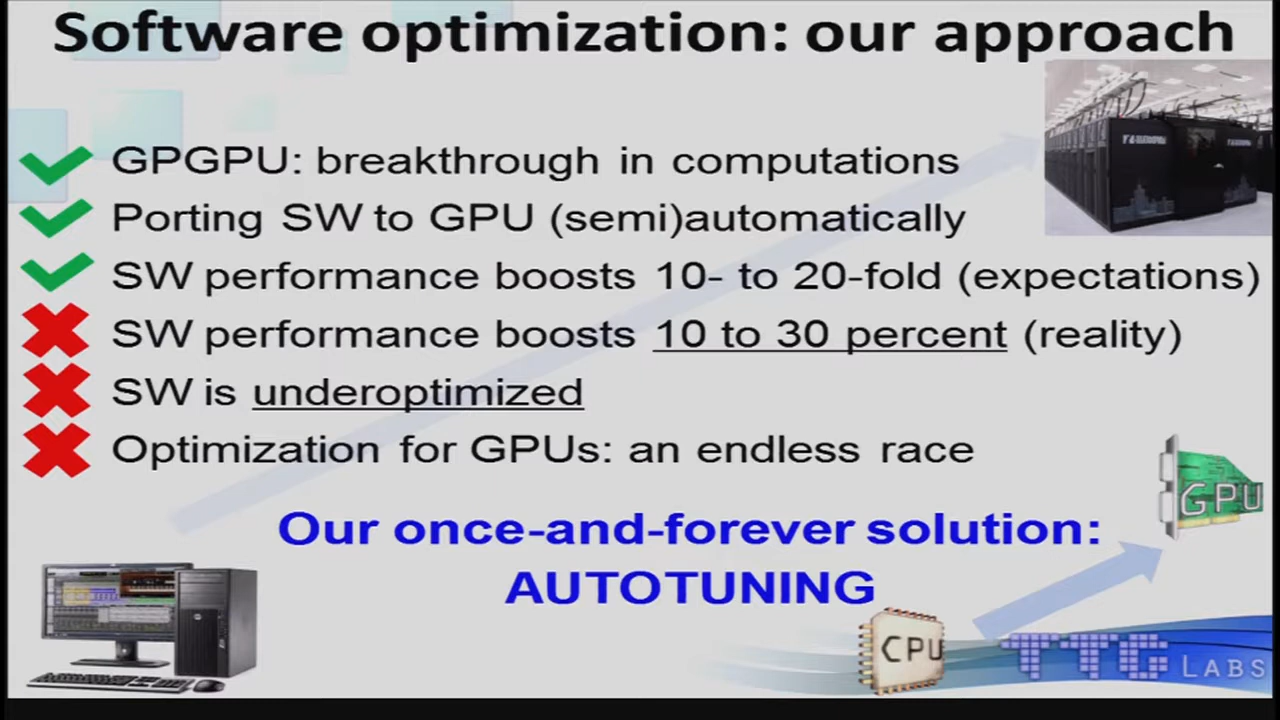 Software optimization: our approach
GPGPU: breakthrough in computations
Porting SW to GPU (semi)automatically
SW performance boosts 10- to 20-fold (expectations)
SW performance boosts 10 to 30 percent (reality)
SW is underoptimized
Optimization for GPUs: an endless race
GPU
Our once-and-forever solution:
AUTOTUNING
CPU
TTG LABS